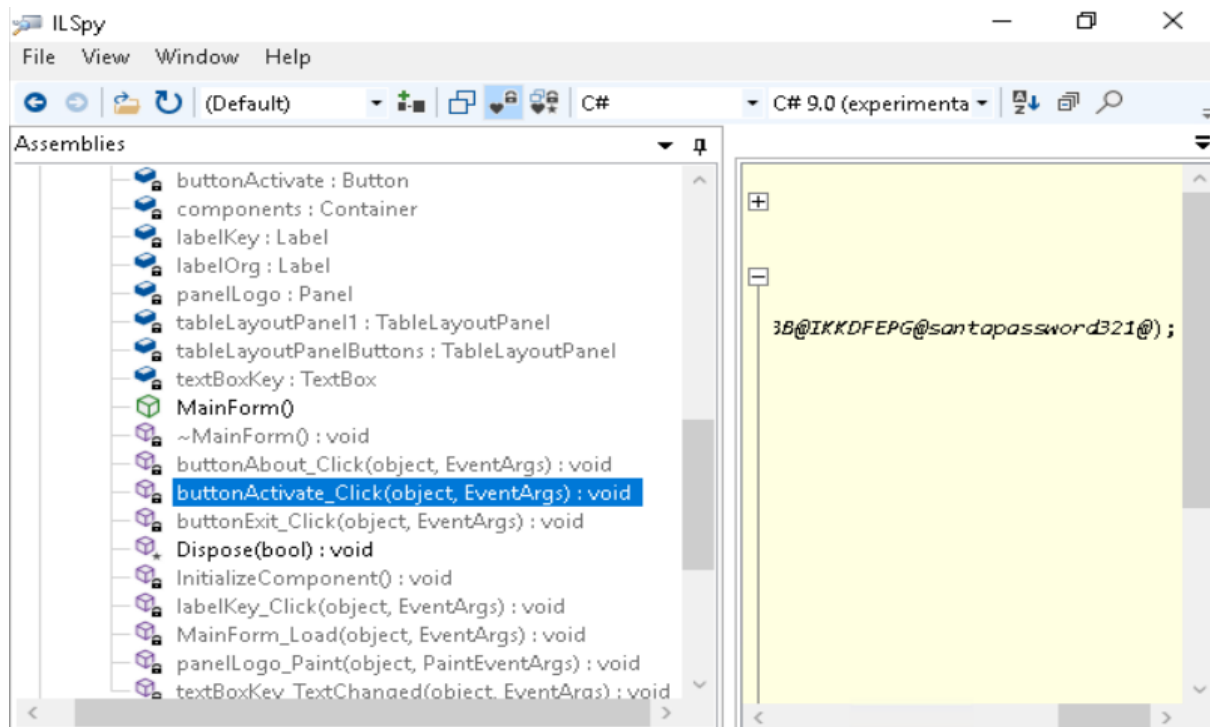 ILSpy
File View Window Help
(Default) C# C# 9.0 (experimenta
Assemblies
buttonActivate : Button
components : Container
labelKey : Label
labelOrg : Label
panelLogo : Panel
tableLayoutPanel1 : TableLayoutPanel
tableLayoutPanelButtons : TableLayoutPanel
textBoxKey : TextBox
MainForm()
~MainForm() : void
buttonAbout_Click(object, EventArgs) : void
buttonActivate_Click(object, EventArgs) : void
buttonExit_Click(object, EventArgs) : void
Dispose(bool) : void
InitializeComponent() : void
labelKey_Click(object, EventArgs) : void
MainForm_Load(object, EventArgs) : void
panelLogo_Paint(object, PaintEventArgs) : void
textBoxKey_TextChanged(object, EventArgs) : void
3B@IKKDFEPG@santapassword321@);